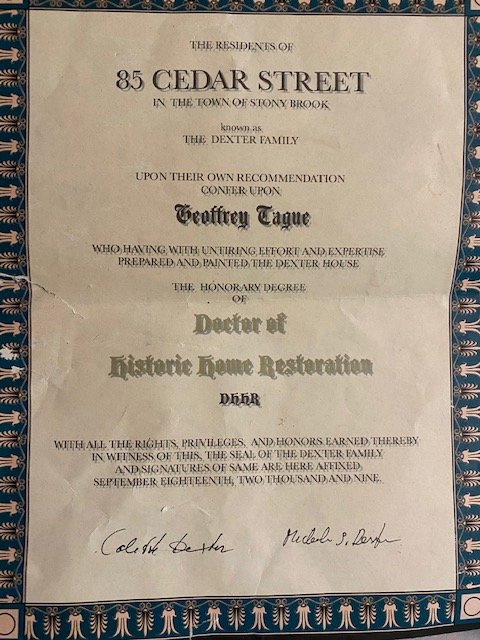 THE RESIDENTS OF
85 CEDAR STREET
IN THE TOWN OF STONY BROOK
known as
THE DEXTER FAMILY
UPON THEIR OWN RECOMMENDATION
CONFER UPON
Geoffrey Tague
WHO HAVING WITH UNTIRING EFFORT AND EXPERTISE
PREPARED AND PAINTED THE DEXTER HOUSE
THE HONORARY DEGREE
OF
Doctor of
Historic Home Restoration
DHHR
WITH ALL THE RIGHTS, PRIVILEGES, AND HONORS EARNED THEREBY
IN WITNESS OF THIS, THE SEAL OF THE DEXTER FAMILY
AND SIGNATURES OF SAME ARE HERE AFFIXED,
SEPTEMBER EIGHTEENTH, TWO THOUSAND AND NINE.
Dexter S. Dexter